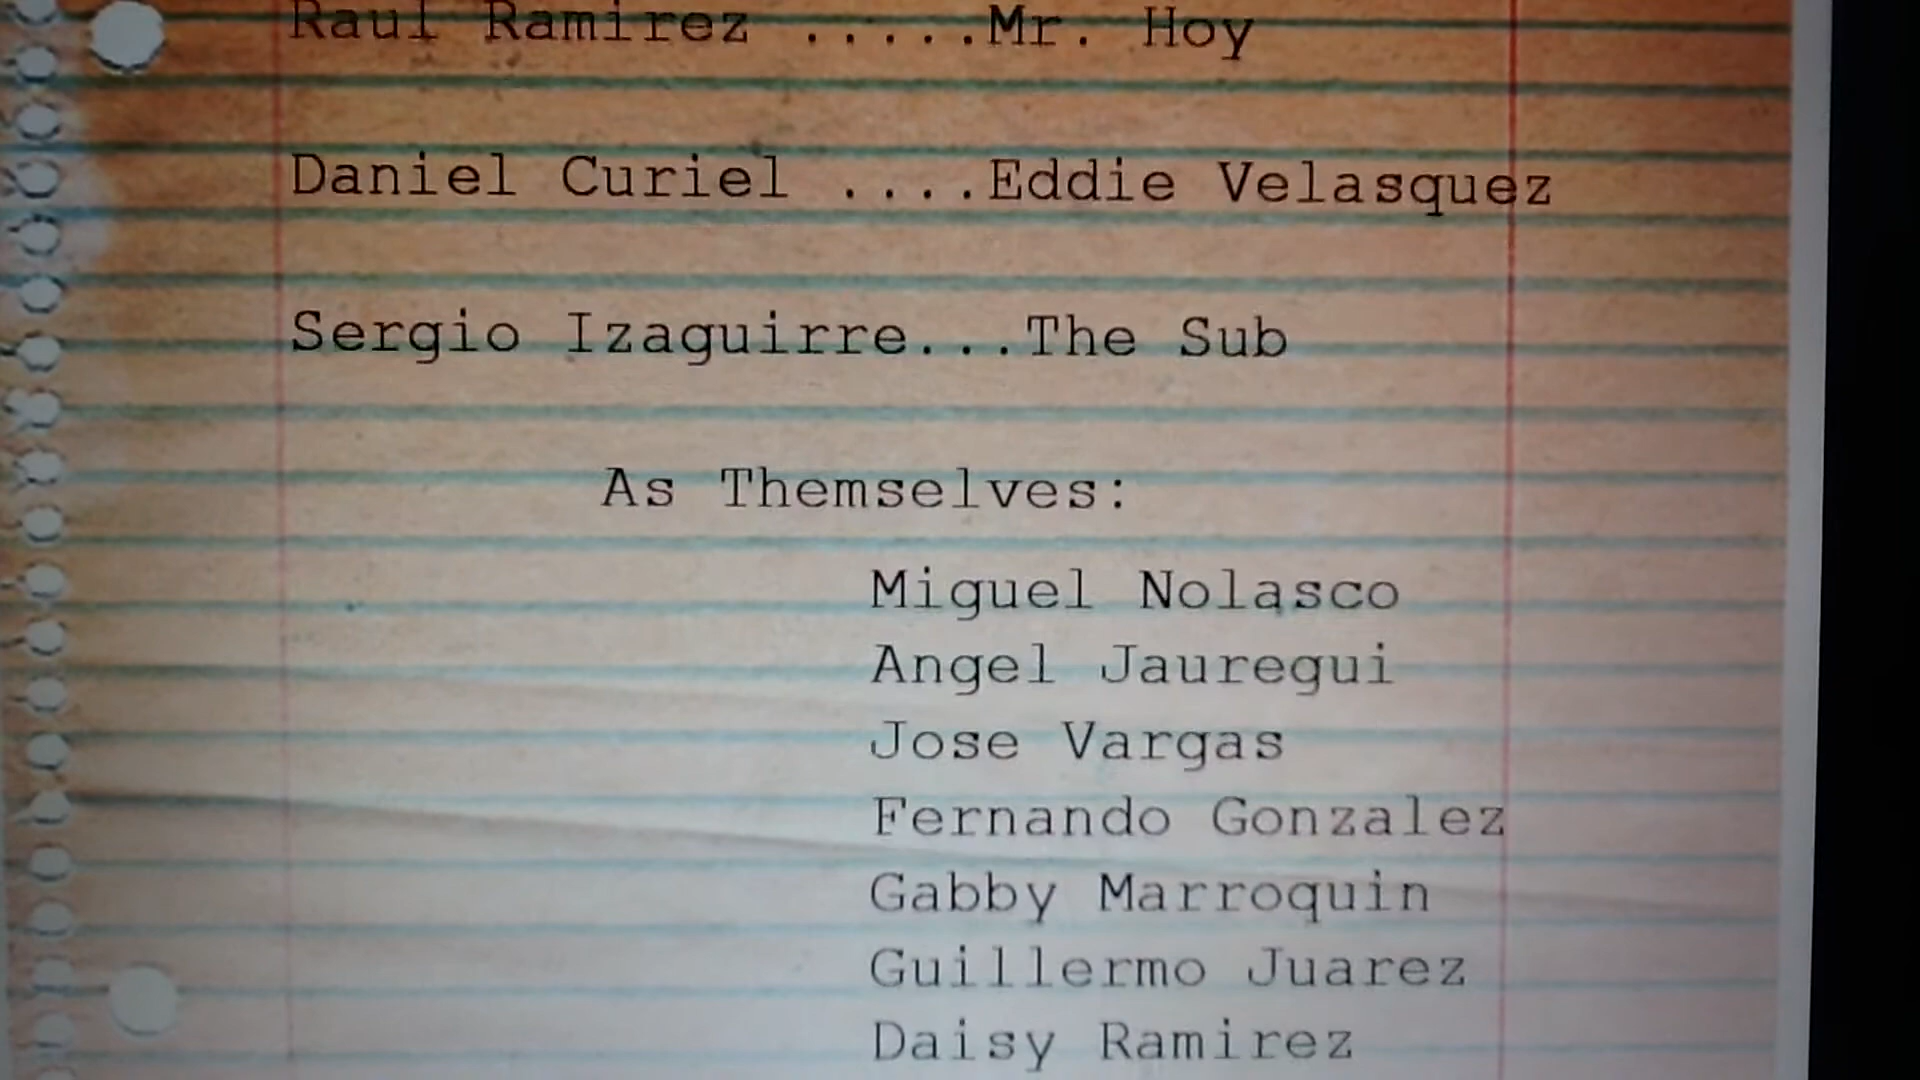 Raul Ramirez .....Mr. Hoy
Daniel Curiel ....Eddie Velasquez
Sergio Izaguirre...The Sub
As Themselves:
Miguel Nolasco
Angel Jauregui
Jose Vargas
Fernando Gonzalez
Gabby Marroquin
Guillermo Juarez
Daisy Ramirez